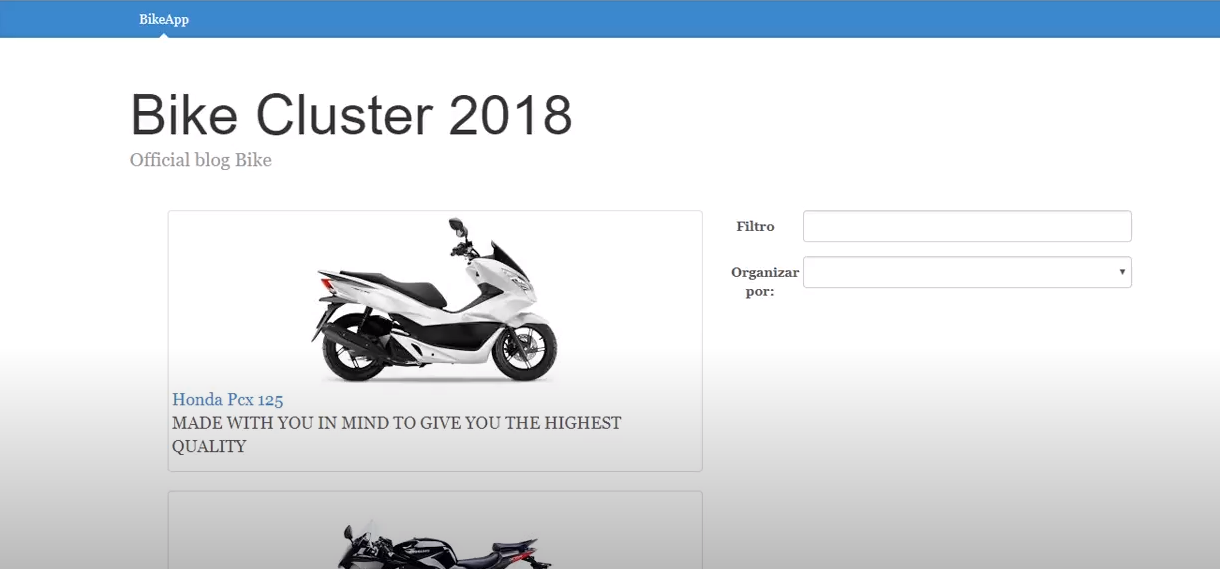 BikeApp
Bike Cluster 2018
Official blog Bike
Honda Pcx 125
MADE WITH YOU IN MIND TO GIVE YOU THE HIGHEST
QUALITY
Filtro
Organizar
por: